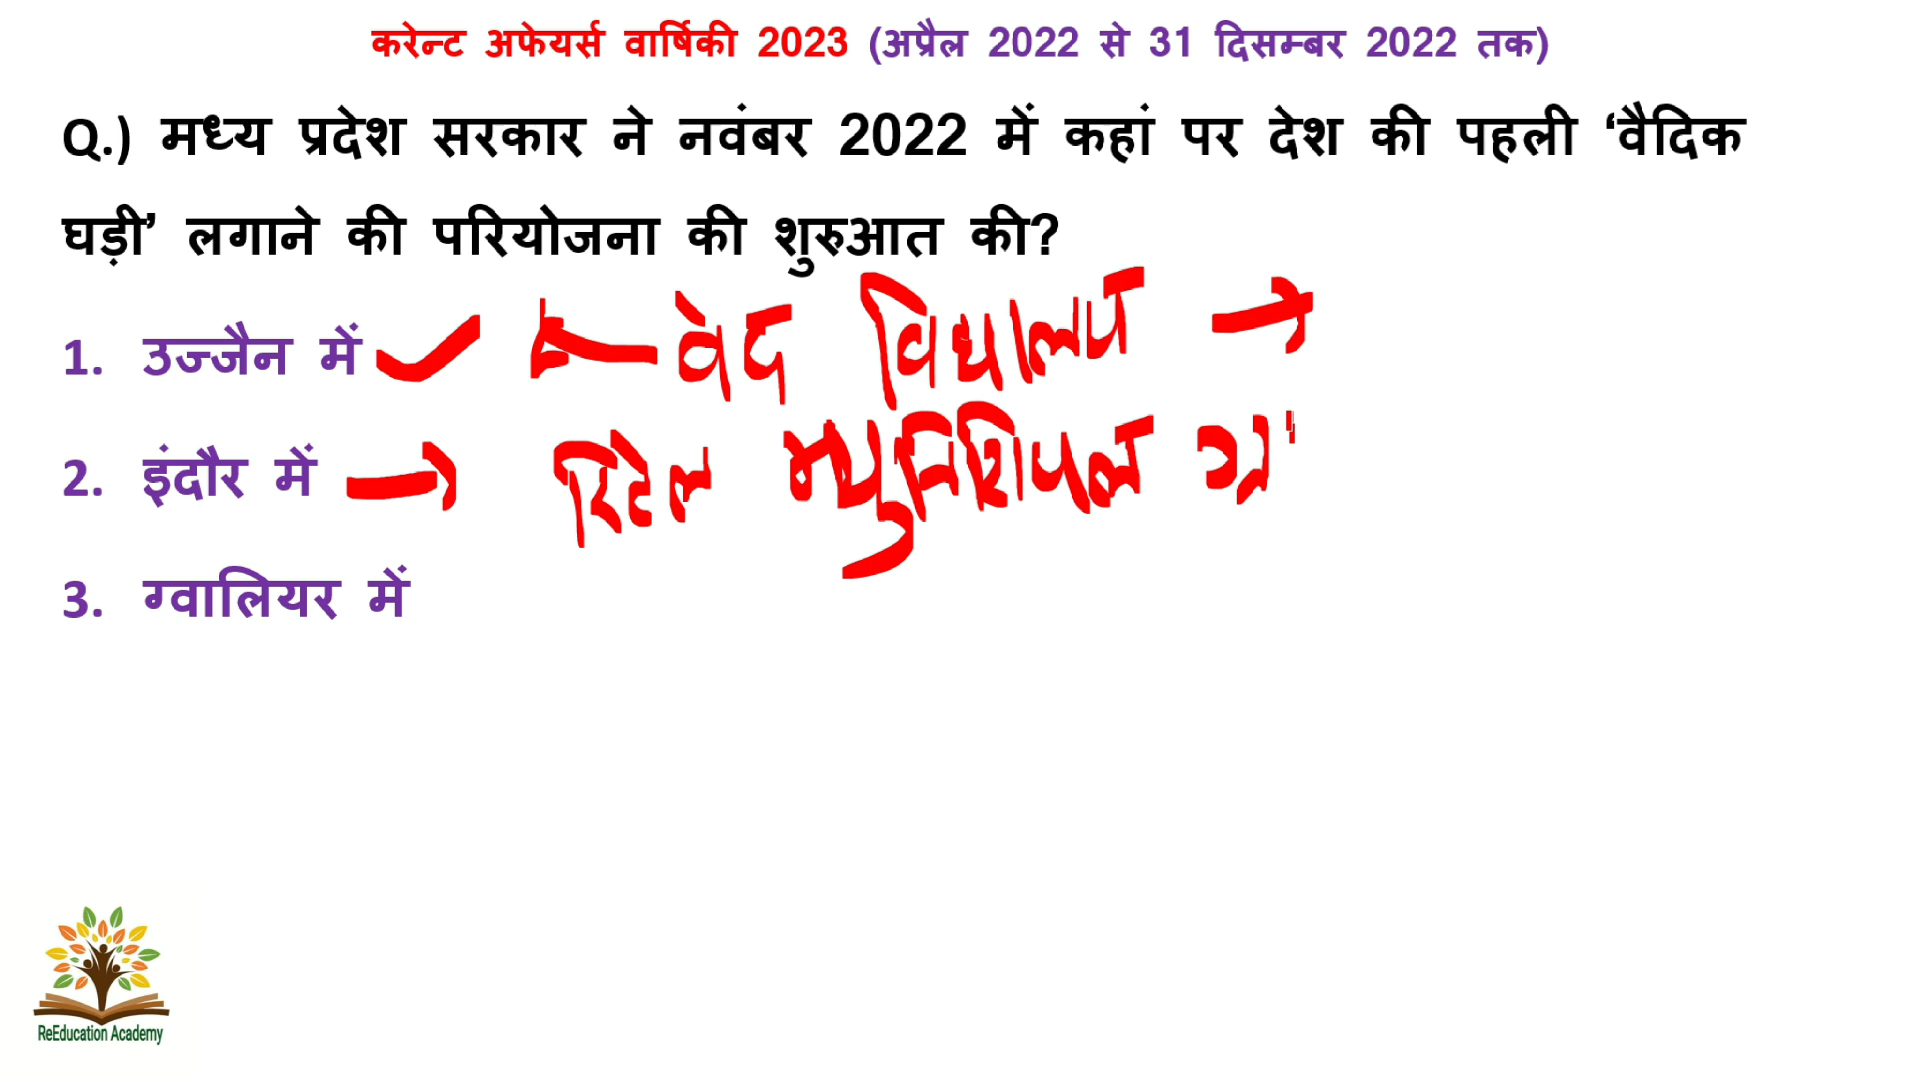 करेन्ट अफेयर्स वार्षिकी 2023 (अप्रैल 2022 से 31 दिसम्बर 2022 तक)
Q.) मध्य प्रदेश सरकार ने नवंबर 2022 में कहां पर देश की पहली ‘वैदिक
घड़ी’ लगाने की परियोजना की शुरुआत की?
1. उज्जैन में वेद विद्यालय
2. इंदौर में रिटेल म्युनिशिपल
3. ग्वालियर में
ReEducation Academy